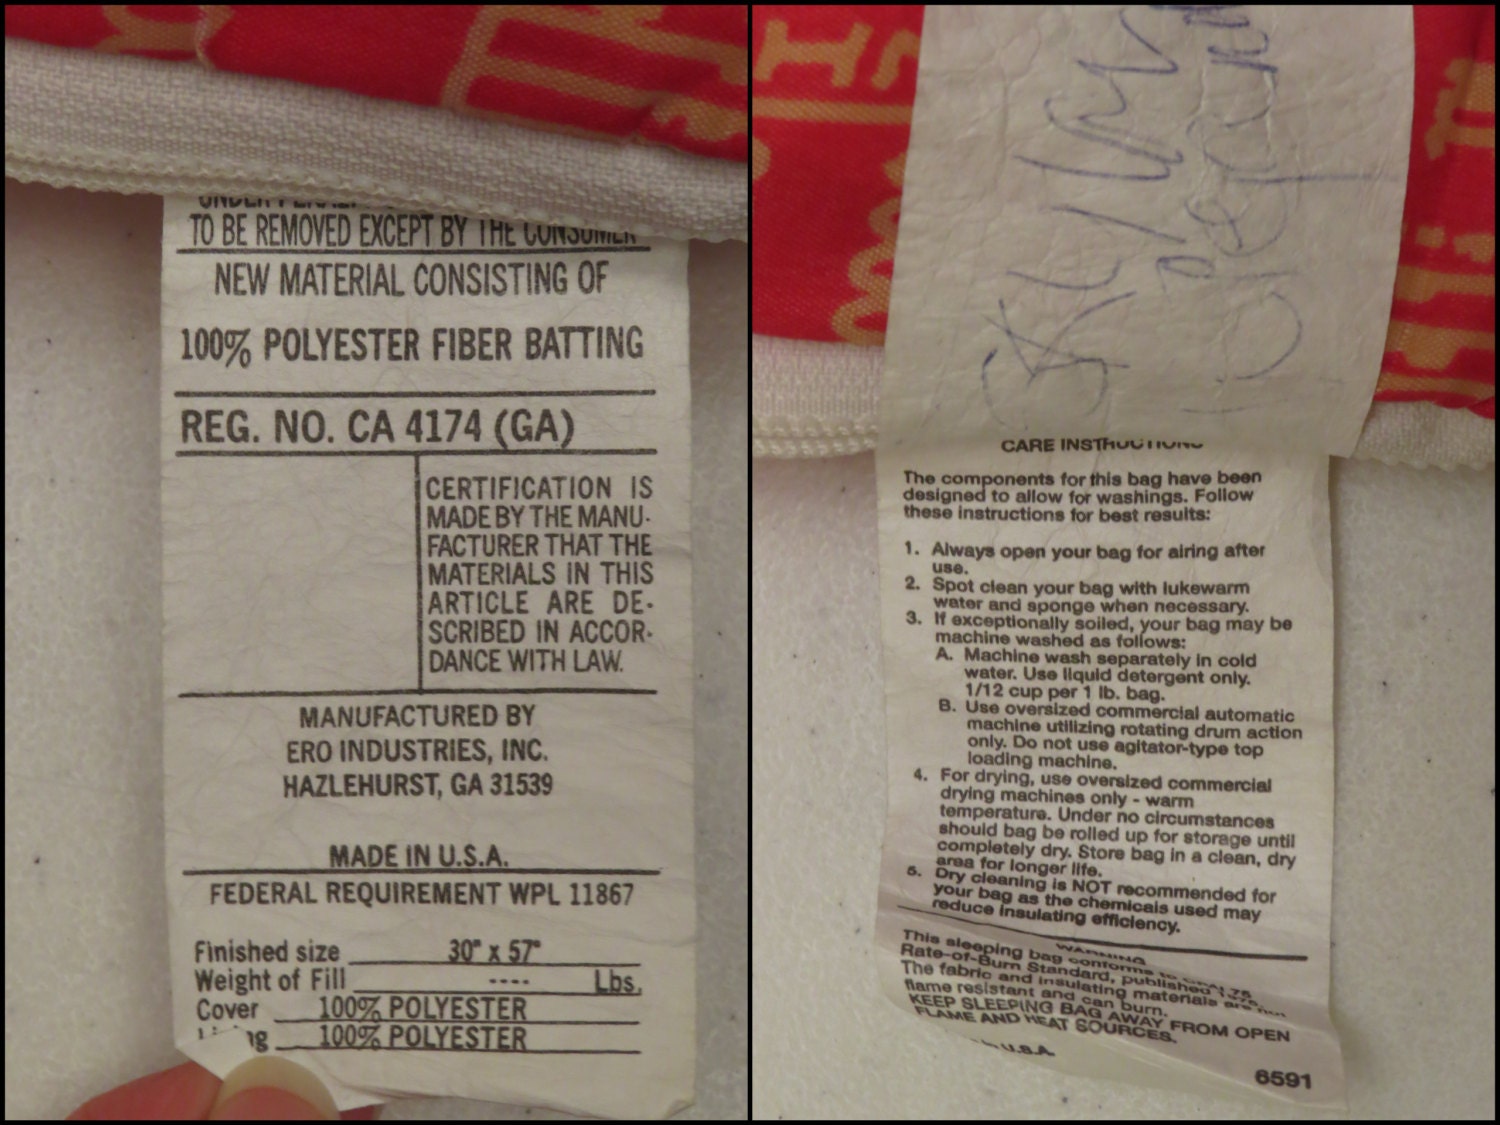 TO BE REMOVED EXCEPT BY THE CONSUMER
NEW MATERIAL CONSISTING OF
100% POLYESTER FIBER BATTING
REG. NO. CA 4174 (GA)
CERTIFICATION IS
MADE BY THE MANU-
FACTURER THAT THE
MATERIALS IN THIS
ARTICLE ARE DE-
SCRIBED IN ACCOR-
DANCE WITH LAW.
MANUFACTURED BY
ERO INDUSTRIES, INC.
HAZLEHURST, GA 31539
MADE IN U.S.A.
FEDERAL REQUIREMENT WPL 11867
Finished size 30" x 57"
Weight of Fill ---- Lbs.
Cover 100% POLYESTER
100% POLYESTER
CARE INSTRUCTIONS
The components for this bag have been
designed to allow for washings. Follow
these instructions for best results:
1. Always open your bag for airing after
use.
2. Spot clean your bag with lukewarm
water and sponge when necessary.
3. If exceptionally soiled, your bag may be
machine washed as follows:
A. Machine wash separately in cold
water. Use liquid detergent only.
1/12 cup per 1 lb. bag.
B. Use oversized commercial automatic
machine utilizing rotating drum action
only. Do not use agitator-type top
loading machine.
4. For drying, use oversized commercial
drying machines only - warm
temperature. Under no circumstances
should bag be rolled up for storage until
completely dry. Store bag in a clean, dry
area for longer life.
5. Dry cleaning is NOT recommended for
your bag as the chemicals used may
reduce insulating efficiency.
WARNING
This sleeping bag conforms to
Rate-of-Burn Standard, published
The fabric and insulating materials are not
flame resistant and can burn.
KEEP SLEEPING BAG AWAY FROM OPEN
FLAME AND HEAT SOURCES.
U.S.A.
6591